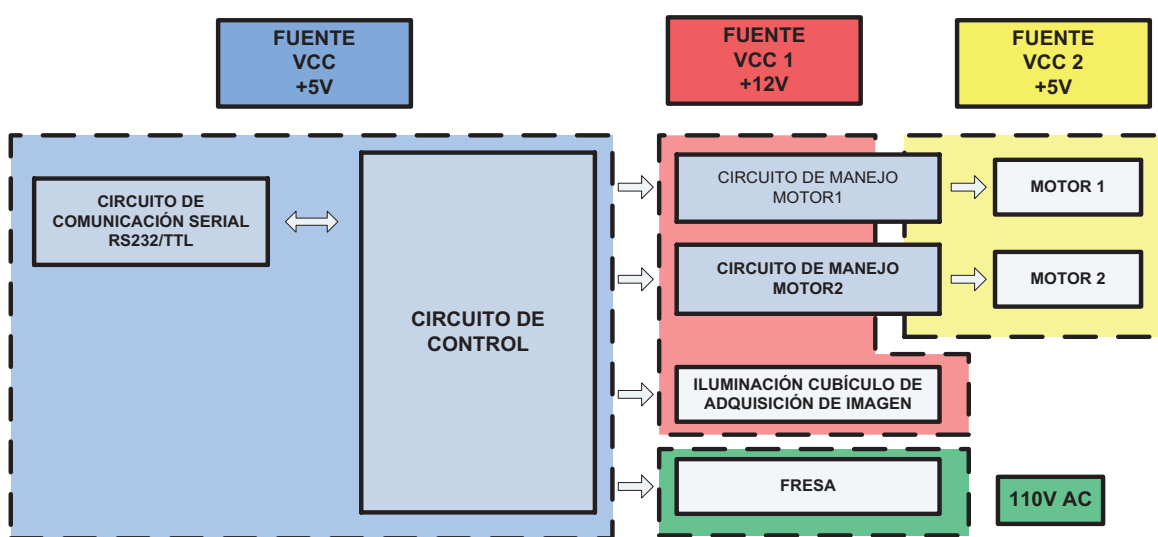 FUENTE
VCC
+5V
FUENTE
VCC 1
+12V
FUENTE
VCC 2
+5V
CIRCUITO DE
COMUNICACIÓN SERIAL
RS232/TTL
CIRCUITO DE
CONTROL
CIRCUITO DE MANEJO
MOTOR1
MOTOR 1
CIRCUITO DE MANEJO
MOTOR2
MOTOR 2
ILUMINACIÓN CUBÍCULO DE
ADQUISICIÓN DE IMAGEN
FRESA
110V AC